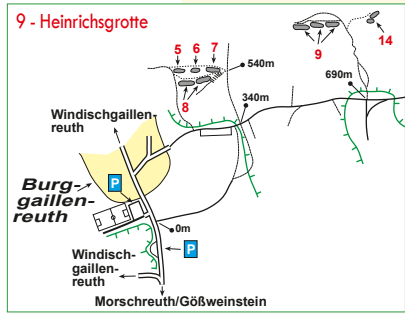 9 - Heinrichsgrotte
5 6 7
8
9
14
540m
340m
690m
Windischgaillen-
reuth
Burg-
gaillen-
reuth
P
0m
P
Windisch-
gaillen-
reuth
Morschreuth/Gößweinstein